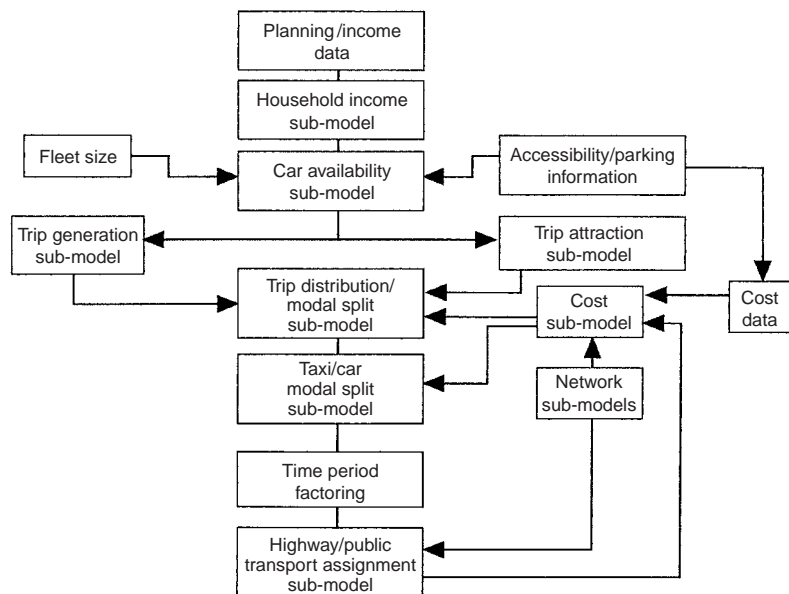 Planning/income
data
Household income
sub-model
Fleet size
Car availability
sub-model
Accessibility/parking
information
Trip generation
sub-model
Trip attraction
sub-model
Trip distribution/
modal split
sub-model
Cost
sub-model
Cost
data
Taxi/car
modal split
sub-model
Network
sub-models
Time period
factoring
Highway/public
transport assignment
sub-model